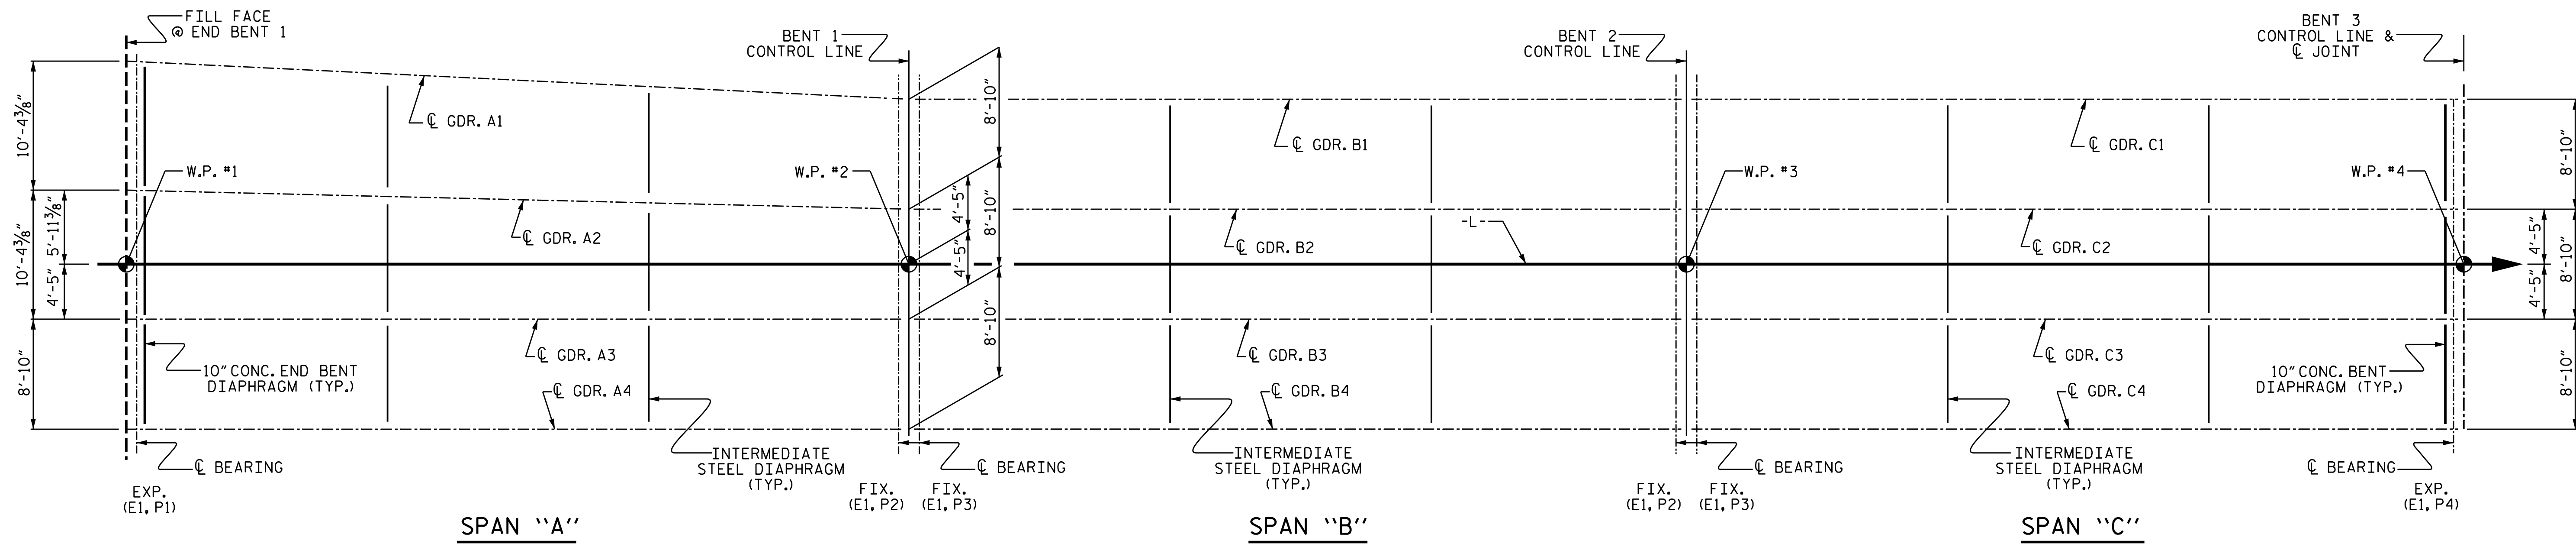 FILL FACE
@ END BENT 1
BENT 1
CONTROL LINE
BENT 2
CONTROL LINE
BENT 3
CONTROL LINE &
℄ JOINT
10'-4⅜"
10'-4⅜"
8'-10"
5'-11⅜"
4'-5"
W.P. #1
℄ GDR. A1
℄ GDR. A2
℄ GDR. A3
℄ GDR. A4
10" CONC. END BENT
DIAPHRAGM (TYP.)
℄ BEARING
EXP.
(E1, P1)
INTERMEDIATE
STEEL DIAPHRAGM
(TYP.)
W.P. #2
8'-10"
8'-10"
8'-10"
4'-5"
4'-5"
FIX.
(E1, P2)
FIX.
(E1, P3)
℄ BEARING
SPAN "A"
℄ GDR. B1
℄ GDR. B2
℄ GDR. B3
℄ GDR. B4
-L-
INTERMEDIATE
STEEL DIAPHRAGM
(TYP.)
W.P. #3
FIX.
(E1, P2)
FIX.
(E1, P3)
℄ BEARING
SPAN "B"
℄ GDR. C1
℄ GDR. C2
℄ GDR. C3
℄ GDR. C4
INTERMEDIATE
STEEL DIAPHRAGM
(TYP.)
W.P. #4
10" CONC. BENT
DIAPHRAGM (TYP.)
℄ BEARING
EXP.
(E1, P4)
8'-10"
8'-10"
8'-10"
4'-5"
4'-5"
SPAN "C"